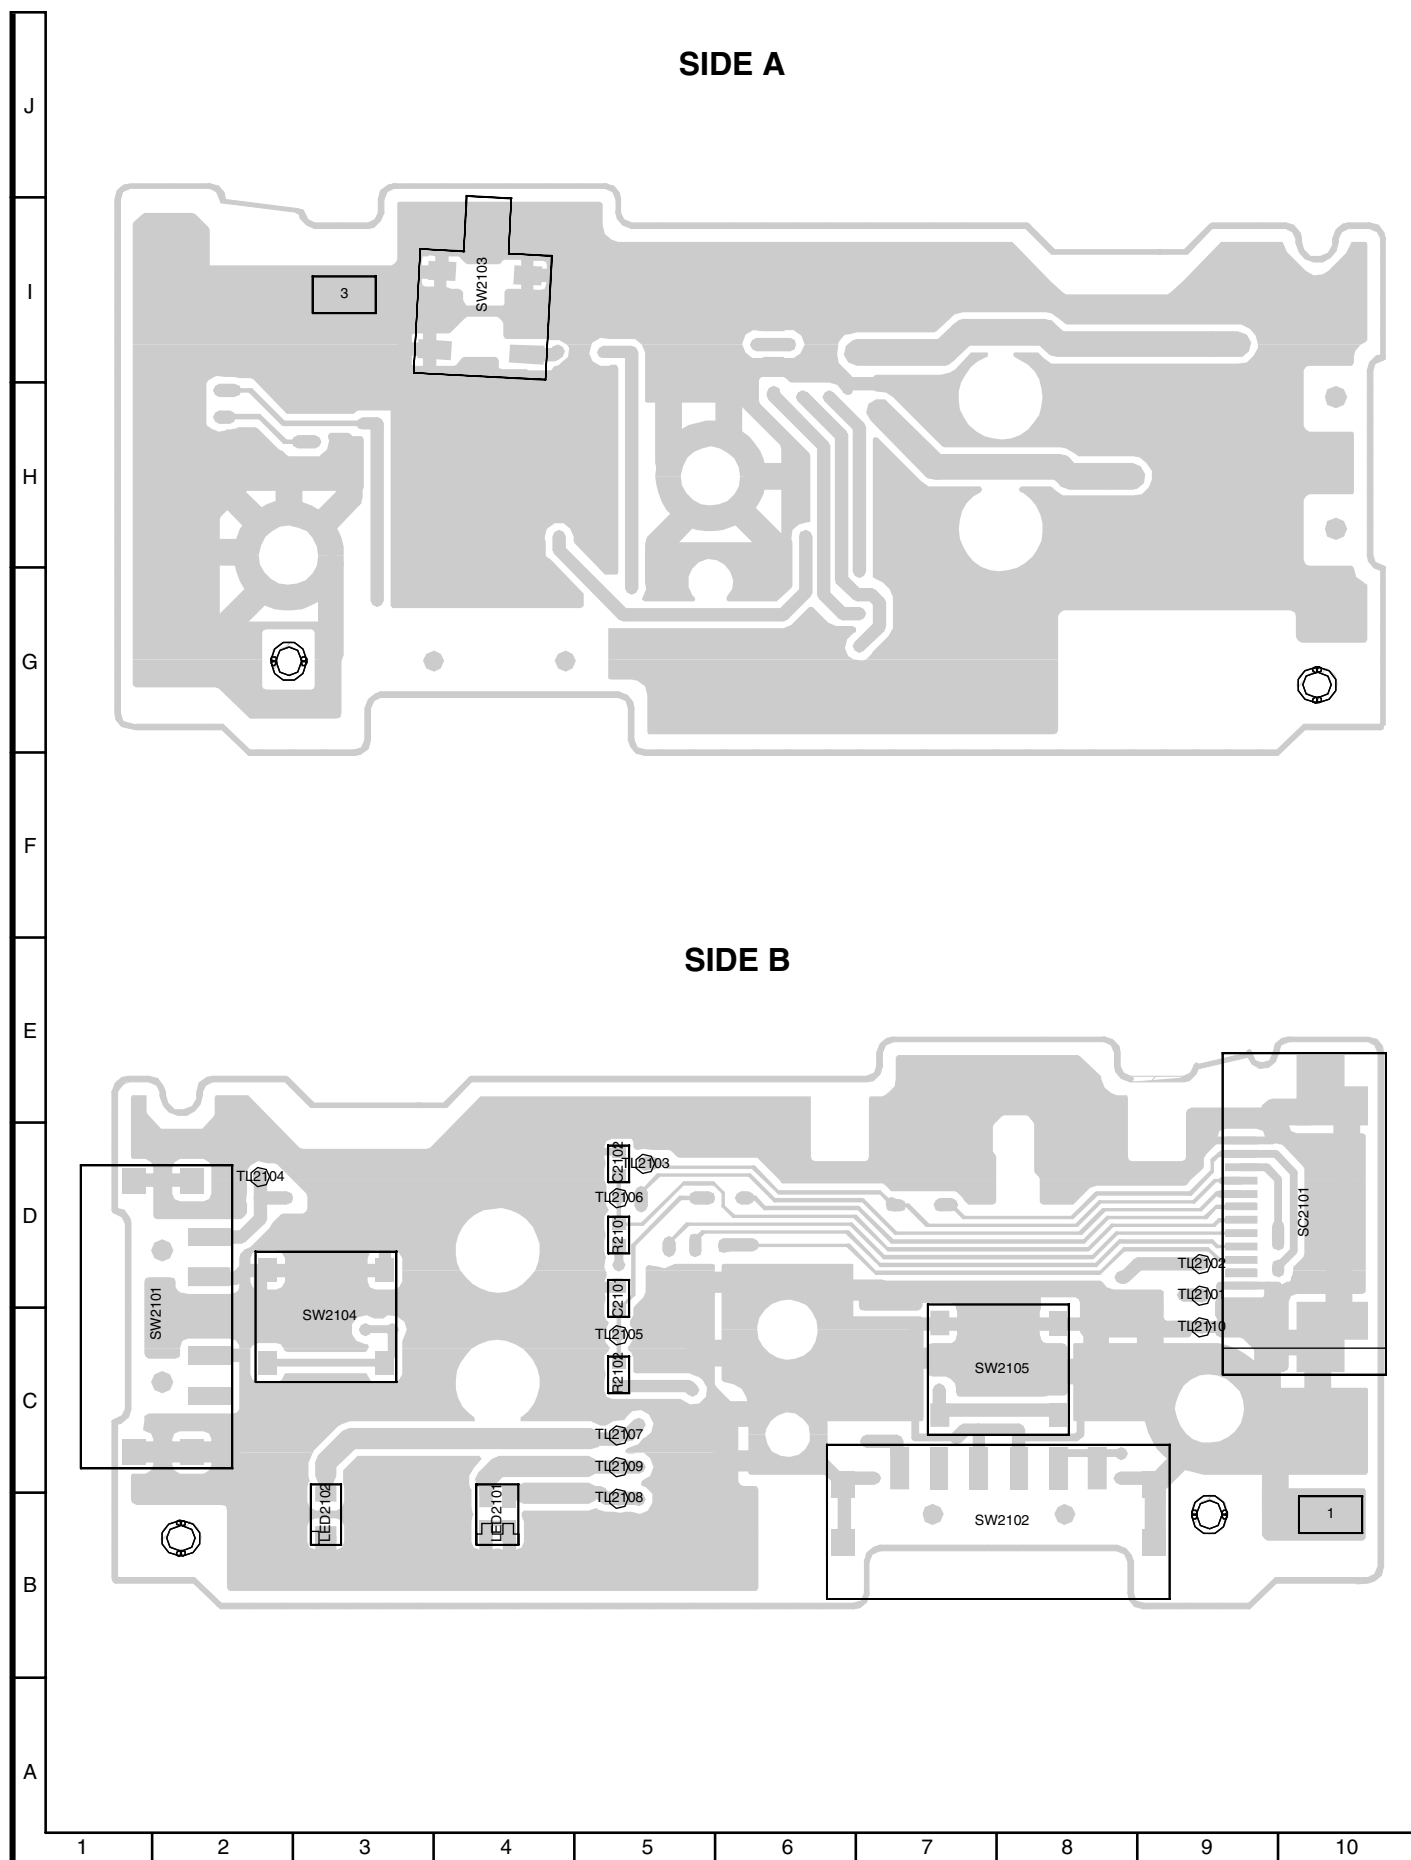 SIDE A
J
I
SW2103
3
H
G
F
SIDE B
E
C2102
TL2103
TL2104
TL2106
D
R2101
SC2101
TL2102
C2101
TL2101
SW2101
SW2104
TL2105
TL2110
R2102
SW2105
C
TL2107
TL2109
TL2108
LED2102
LED2101
SW2102
1
B
A
1 2 3 4 5 6 7 8 9 10